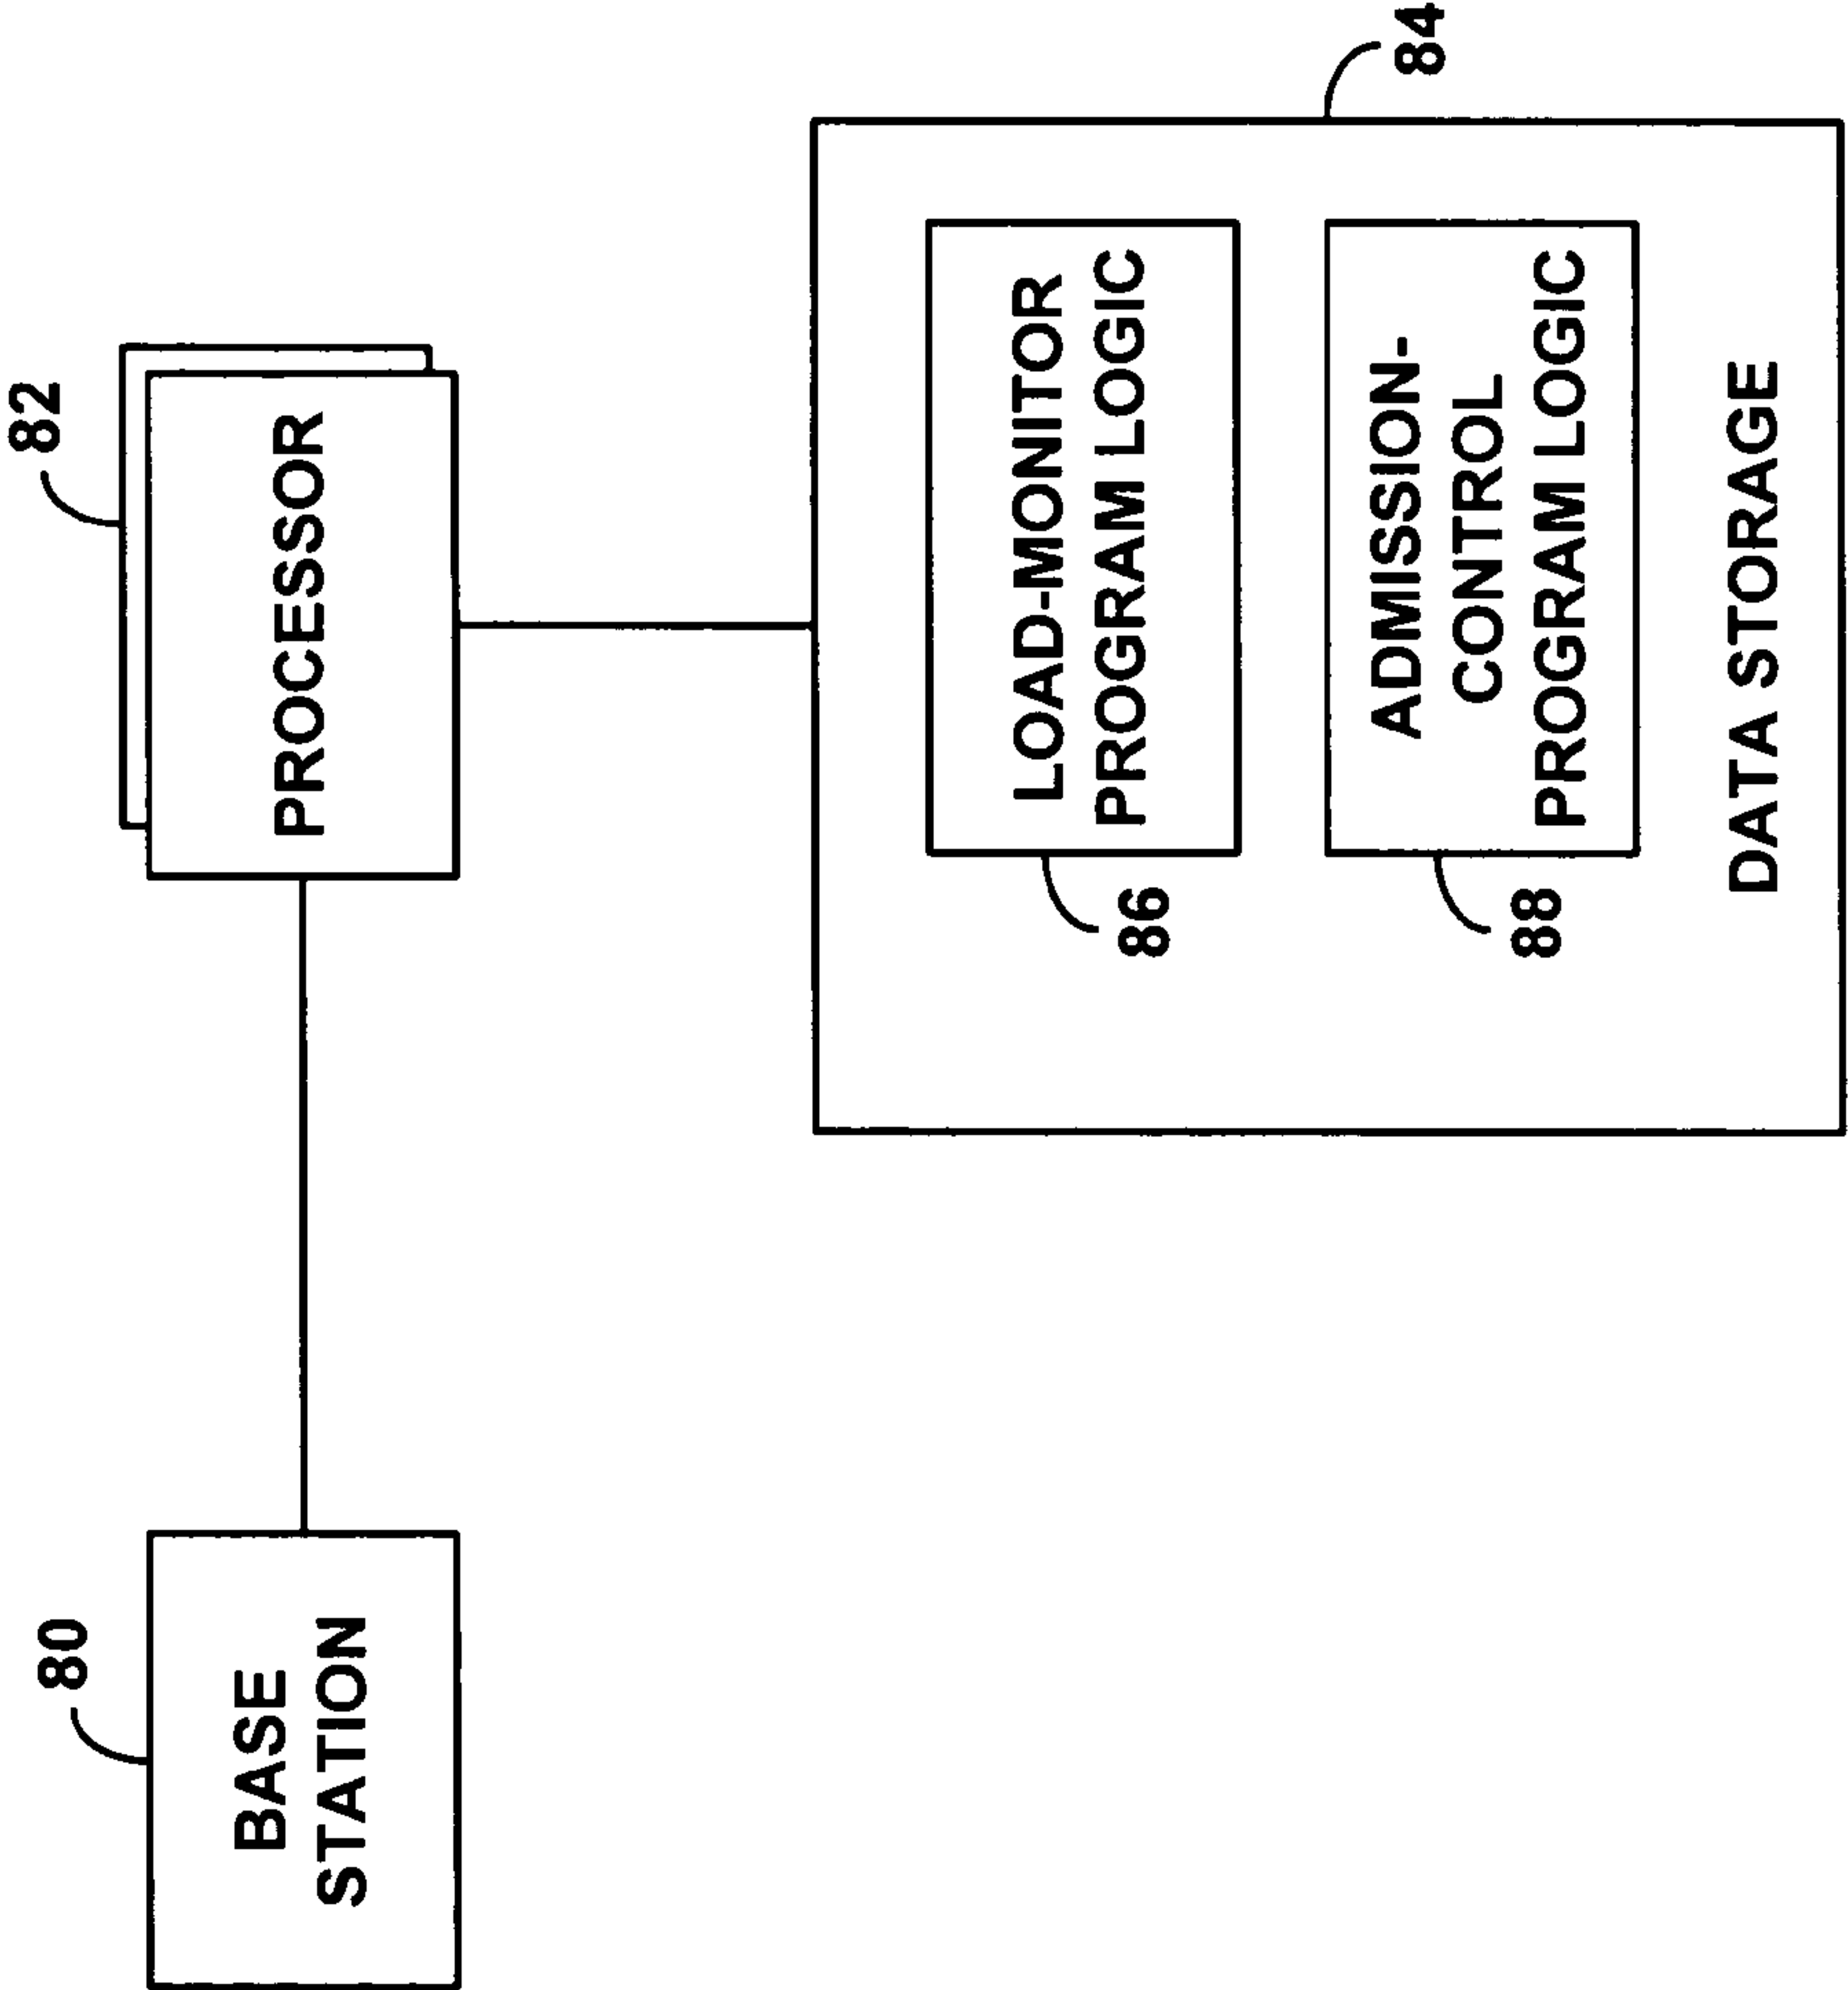 80
BASE
STATION
82
PROCESSOR
84
86
LOAD-MONITOR
PROGRAM LOGIC
88
ADMISSION-
CONTROL
PROGRAM LOGIC
DATA STORAGE